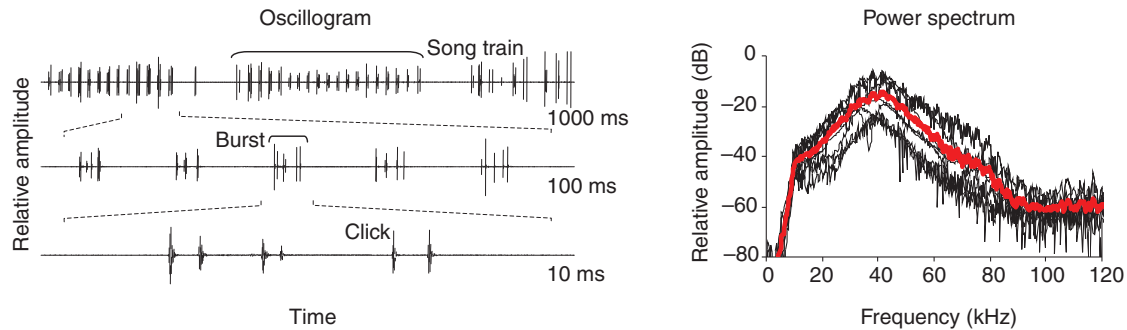 Oscillogram
Song train
1000 ms
Burst
100 ms
Click
10 ms
Relative amplitude
Time
Power spectrum
Relative amplitude (dB)
0
–20
–40
–60
–80
0 20 40 60 80 100 120
Frequency (kHz)